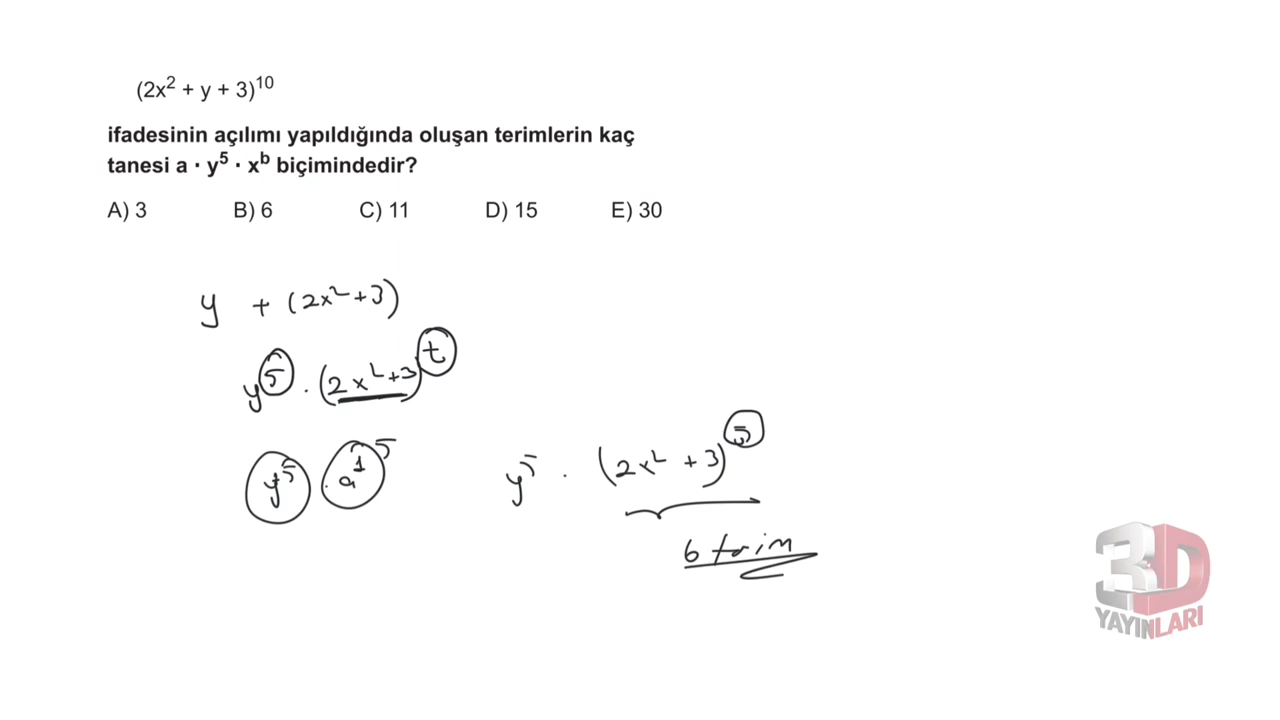 (2x² + y + 3)¹⁰
ifadesinin açılımı yapıldığında oluşan terimlerin kaç
tanesi a · y⁵ · xᵇ biçimindedir?
A) 3 B) 6 C) 11 D) 15 E) 30
y + (2x² + 3)
y⁵ · (2x² + 3)ᵗ
y⁵ · a¹ ⁵
y⁵ · (2x² + 3)⁵
6 terim
3D
YAYINLARI